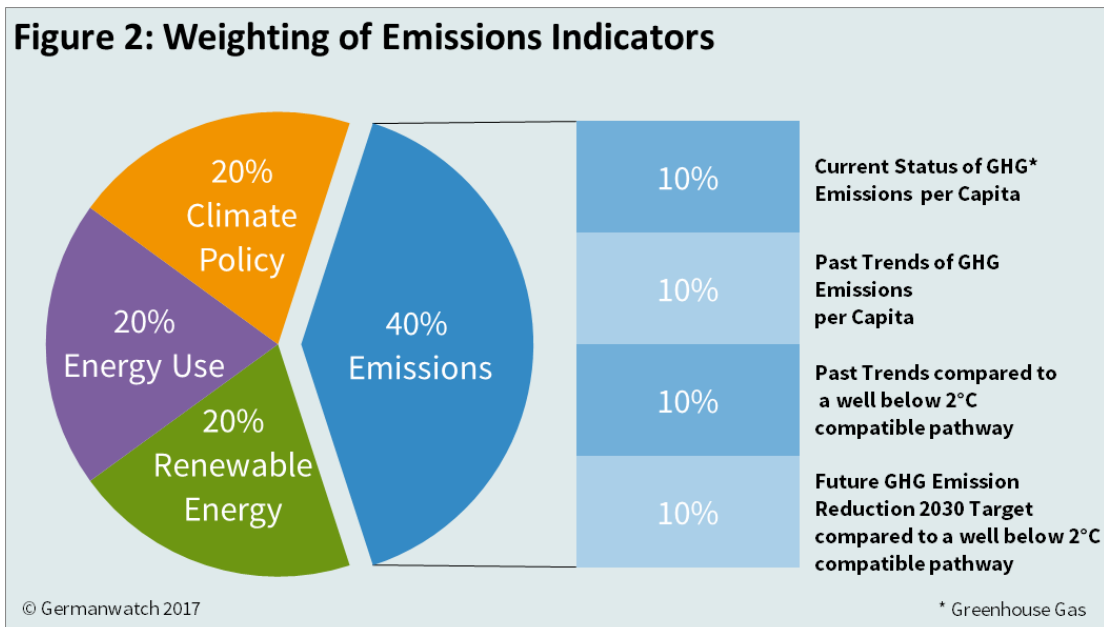 Figure 2: Weighting of Emissions Indicators
20%
Climate
Policy
20%
Energy Use
20%
Renewable
Energy
40%
Emissions
10%
Current Status of GHG*
Emissions per Capita
10%
Past Trends of GHG
Emissions
per Capita
10%
Past Trends compared to
a well below 2°C
compatible pathway
10%
Future GHG Emission
Reduction 2030 Target
compared to a well below 2°C
compatible pathway
© Germanwatch 2017
* Greenhouse Gas